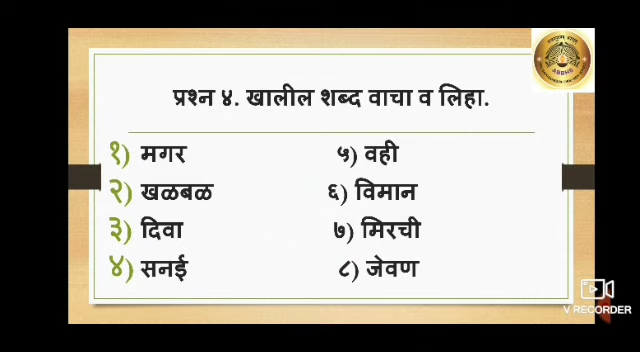 प्रश्न ४. खालील शब्द वाचा व लिहा.
१) मगर
२) खळबळ
३) दिवा
४) सनई
५) वही
६) विमान
७) मिरची
८) जेवण
V RECORDER